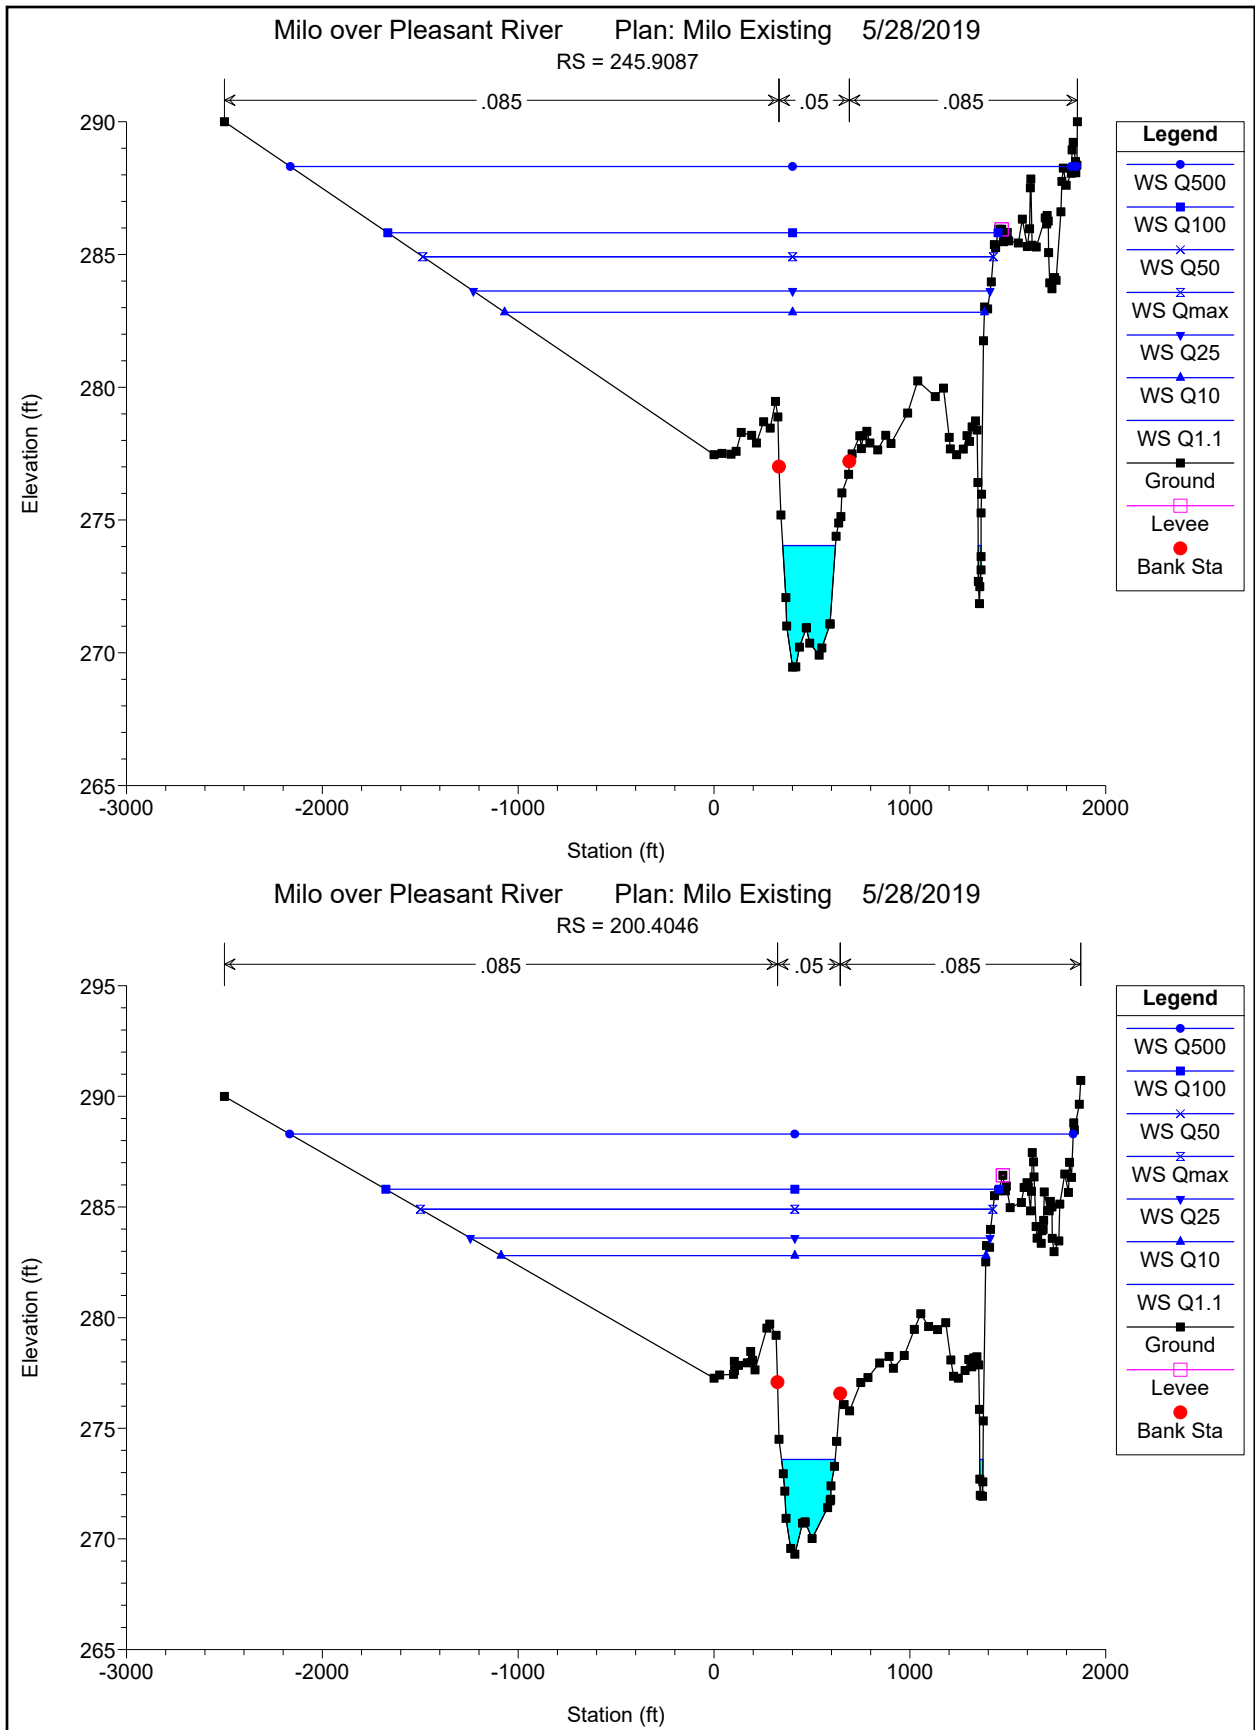 Milo over Pleasant River Plan: Milo Existing 5/28/2019
RS = 245.9087
.085 .05 .085
290
285
280
275
270
265
Elevation (ft)
-3000 -2000 -1000 0 1000 2000
Station (ft)
Legend
WS Q500
WS Q100
WS Q50
WS Qmax
WS Q25
WS Q10
WS Q1.1
Ground
Levee
Bank Sta
Milo over Pleasant River Plan: Milo Existing 5/28/2019
RS = 200.4046
.085 .05 .085
295
290
285
280
275
270
265
Elevation (ft)
-3000 -2000 -1000 0 1000 2000
Station (ft)
Legend
WS Q500
WS Q100
WS Q50
WS Qmax
WS Q25
WS Q10
WS Q1.1
Ground
Levee
Bank Sta